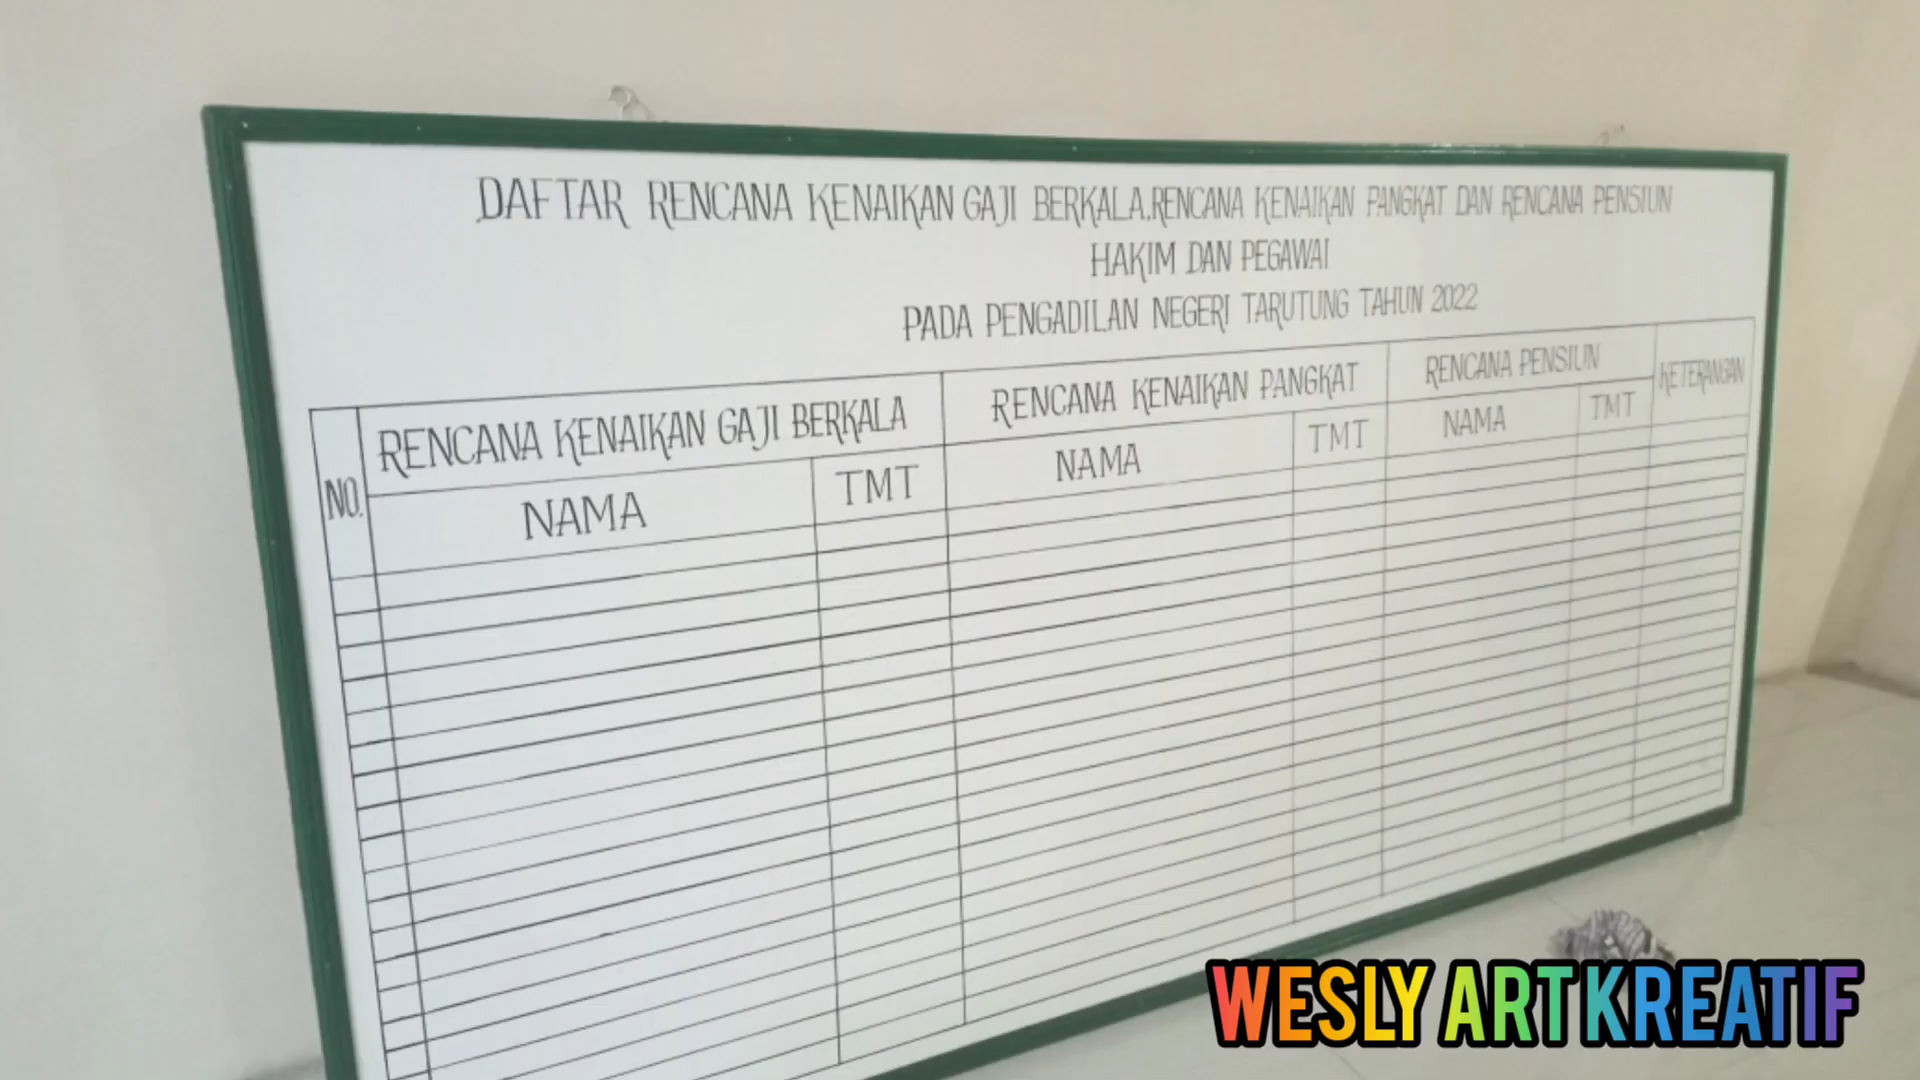 DAFTAR RENCANA KENAIKAN GAJI BERKALA,RENCANA KENAIKAN PANGKAT DAN RENCANA PENSIUN
HAKIM DAN PEGAWAI
PADA PENGADILAN NEGERI TARUTUNG TAHUN 2022
NO.
RENCANA KENAIKAN GAJI BERKALA
RENCANA KENAIKAN PANGKAT
RENCANA PENSIUN
KETERANGAN
NAMA
TMT
NAMA
TMT
NAMA
TMT
WESLY ART KREATIF